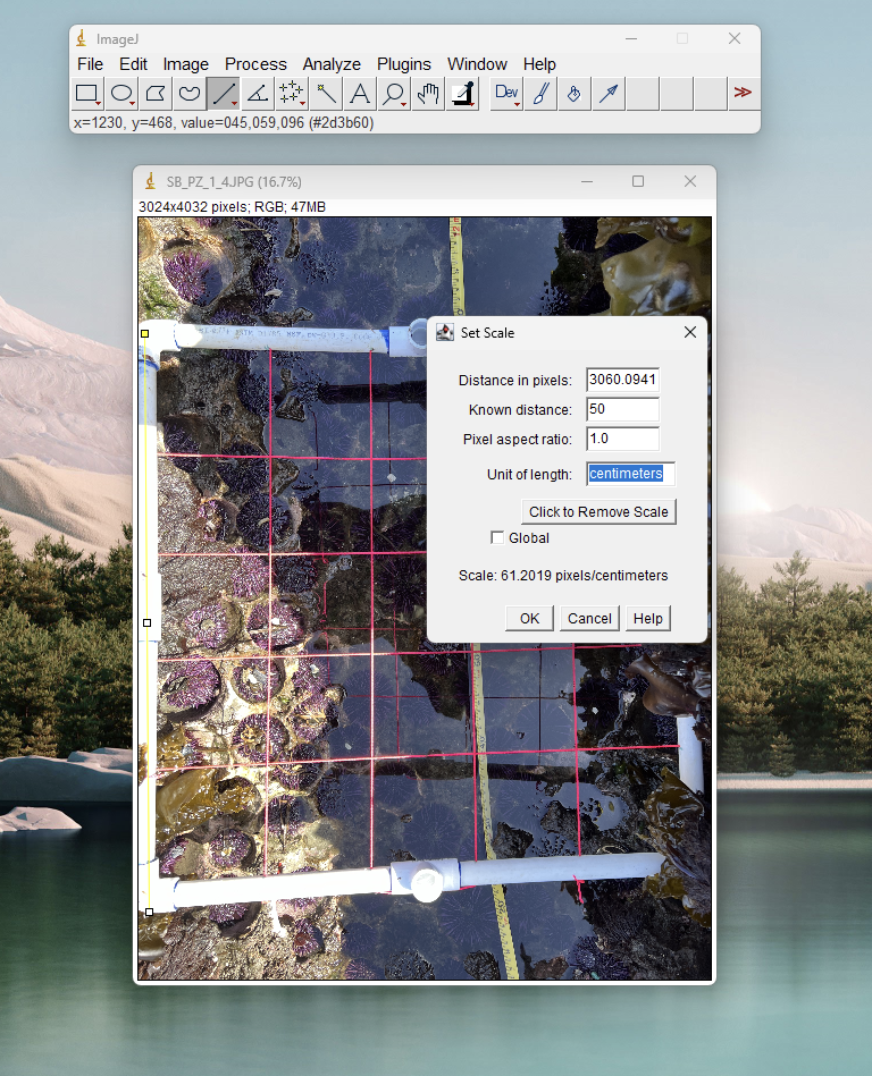 ImageJ
File Edit Image Process Analyze Plugins Window Help
Dev
x=1230, y=468, value=045,059,096 (#2d3b60)
SB_PZ_1_4.JPG (16.7%)
3024x4032 pixels; RGB; 47MB
Set Scale
Distance in pixels: 3060.0941
Known distance: 50
Pixel aspect ratio: 1.0
Unit of length: centimeters
Click to Remove Scale
Global
Scale: 61.2019 pixels/centimeters
OK Cancel Help